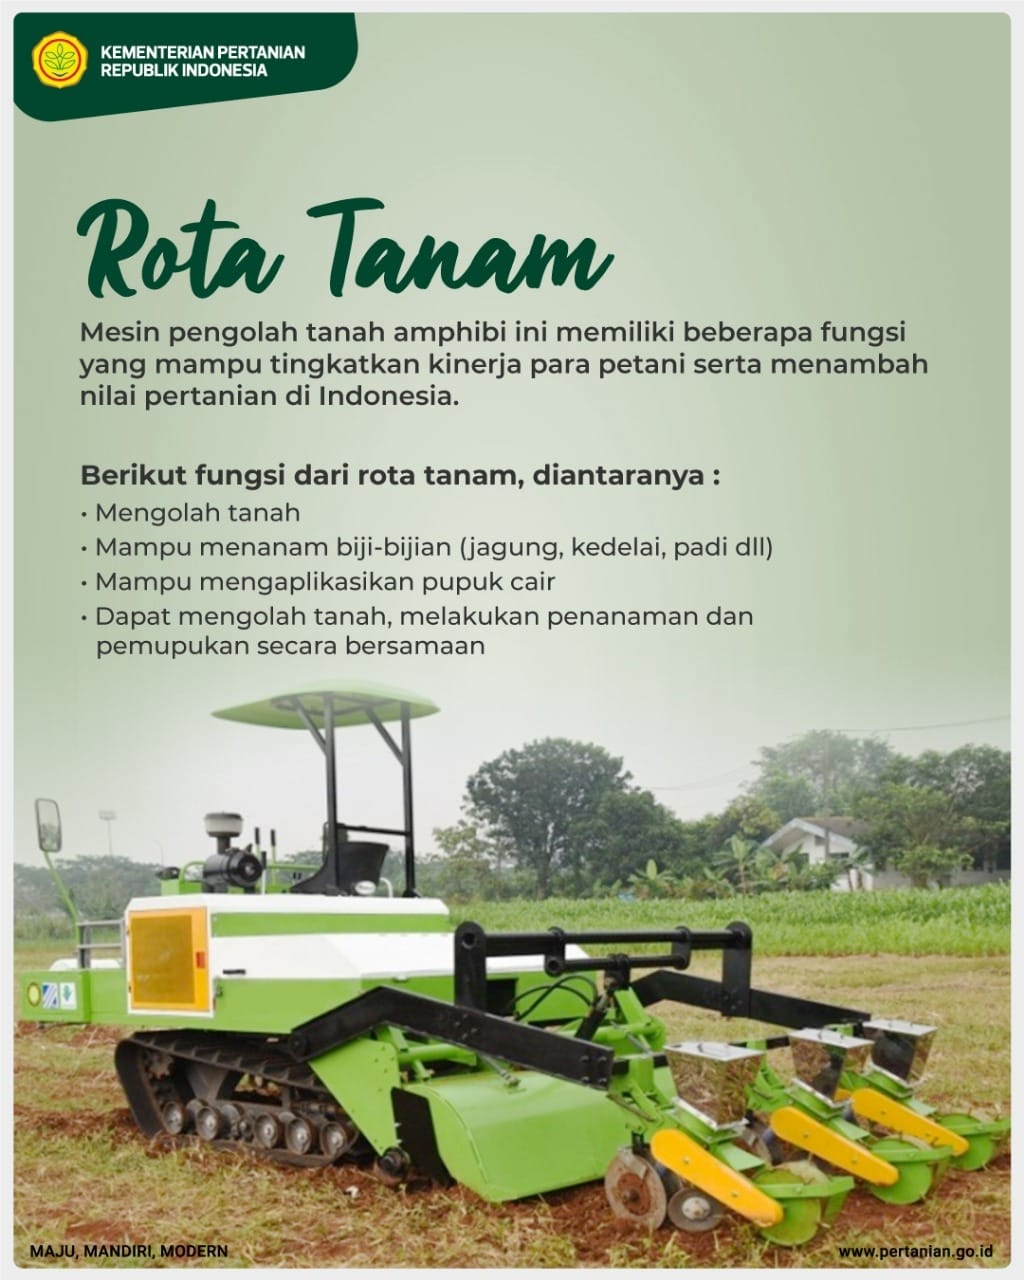 KEMENTERIAN PERTANIAN
REPUBLIK INDONESIA
Rota Tanam
Mesin pengolah tanah amphibi ini memiliki beberapa fungsi
yang mampu tingkatkan kinerja para petani serta menambah
nilai pertanian di Indonesia.
Berikut fungsi dari rota tanam, diantaranya :
• Mengolah tanah
• Mampu menanam biji-bijian (jagung, kedelai, padi dll)
• Mampu mengaplikasikan pupuk cair
• Dapat mengolah tanah, melakukan penanaman dan
pemupukan secara bersamaan
MAJU, MANDIRI, MODERN
www.pertanian.go.id